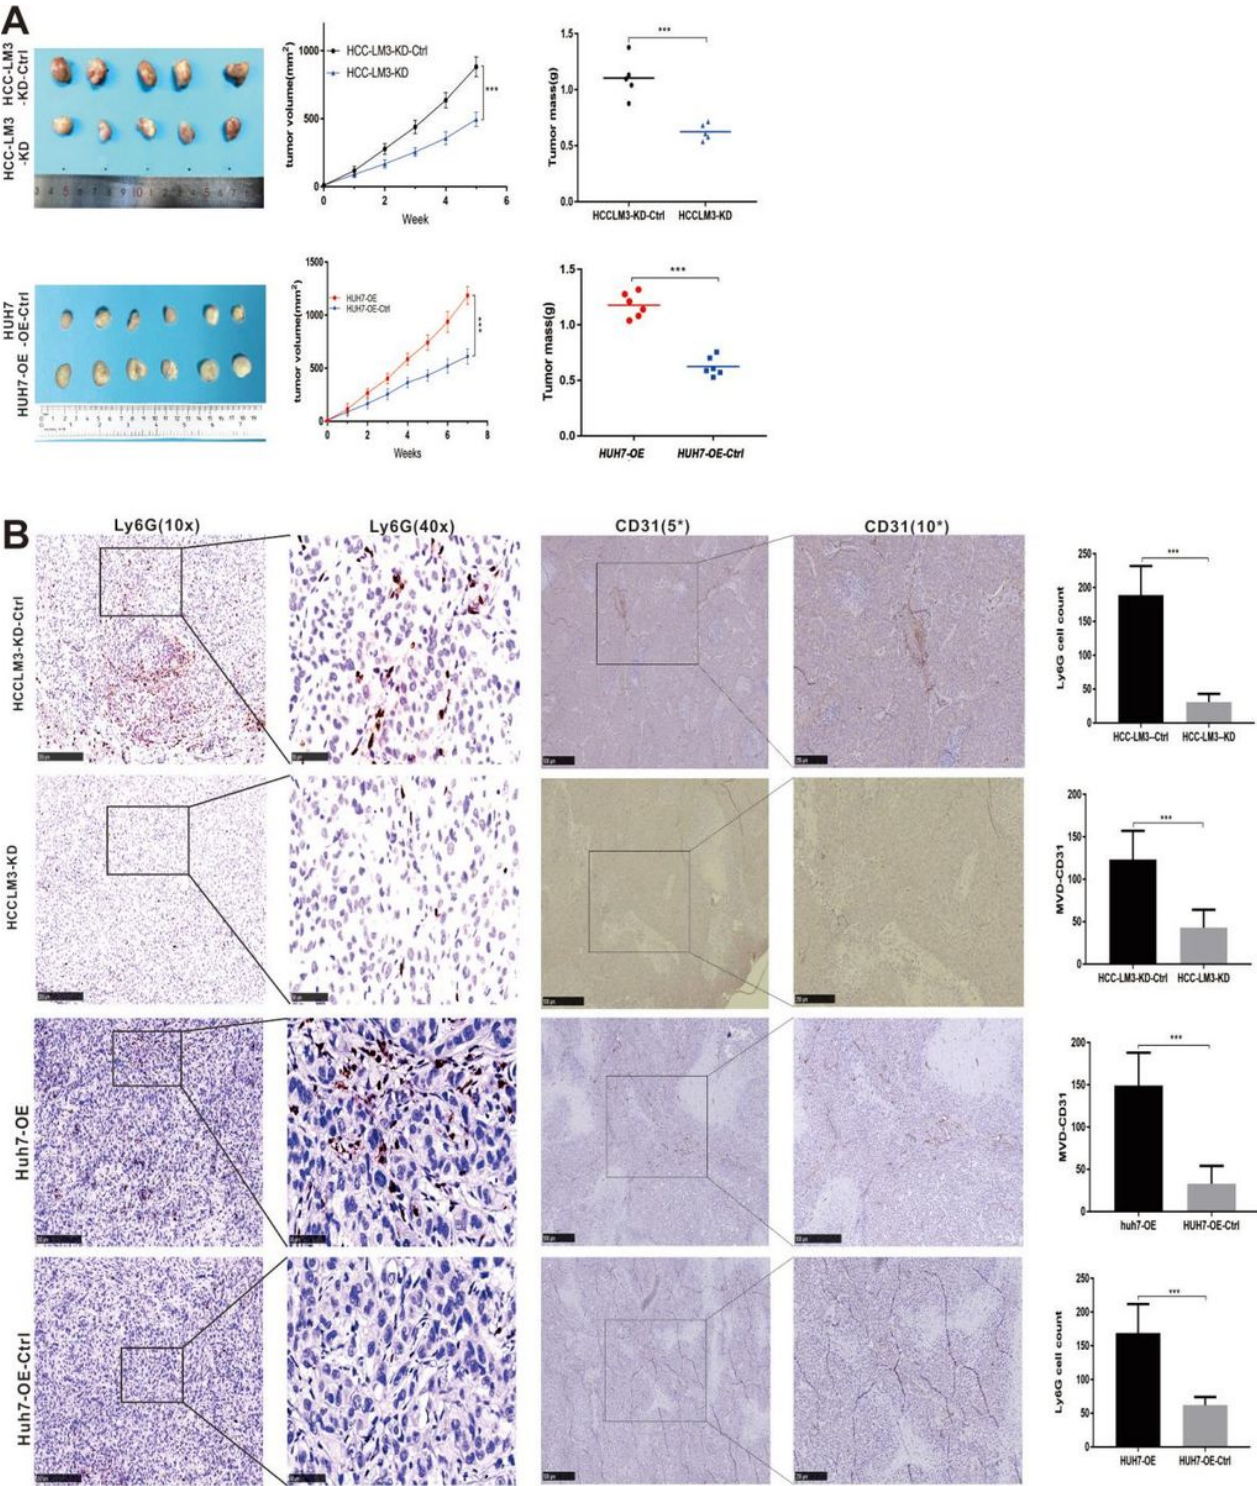 A
HCC-LM3
-KD-Ctrl
HCC-LM3
-KD
tumor volume(mm²)
1000
500
0
0
2
4
6
Week
HCC-LM3-KD-Ctrl
HCC-LM3-KD
***
Tumor mass(g)
1.5
1.0
0.5
0.0
***
HCCLM3-KD-Ctrl
HCCLM3-KD
HUH7
-OE-Ctrl
HUH7-OE
tumor volume(mm²)
1500
1000
500
0
0
2
4
6
8
Weeks
HUH7-OE
HUH7-OE-Ctrl
***
Tumor mass(g)
1.5
1.0
0.5
0.0
***
HUH7-OE
HUH7-OE-Ctrl
B
Ly6G(10x)
Ly6G(40x)
CD31(5*)
CD31(10*)
HCCLM3-KD-Ctrl
Ly6G cell count
250
200
150
100
50
0
***
HCC-LM3–Ctrl
HCC-LM3–KD
HCCLM3-KD
MVD-CD31
200
150
100
50
0
***
HCC-LM3-KD-Ctrl
HCC-LM3-KD
Huh7-OE
MVD-CD31
200
150
100
50
0
***
huh7-OE
HUH7-OE-Ctrl
Huh7-OE-Ctrl
Ly6G cell count
250
200
150
100
50
0
***
HUH7-OE
HUH7-OE-Ctrl